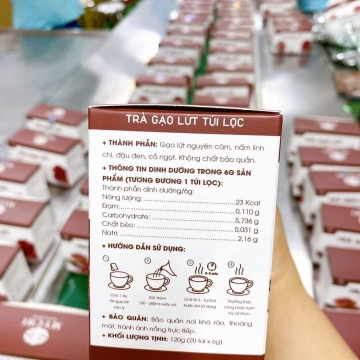 TRÀ GẠO LỨT TÚI LỌC
+ THÀNH PHẦN: Gạo lứt nguyên cám, nấm linh
chi, đậu đen, cỏ ngọt. Không chất bảo quản.
+ THÔNG TIN DINH DƯỠNG TRONG 6G SẢN
PHẨM (TƯƠNG ĐƯƠNG 1 TÚI LỌC):
Thành phần dinh dưỡng/6g:
Năng lượng: 23 Kcal
Đạm: 0,110 g
Carbohydrate: 5,736 g
Chất béo: 0,031 g
Natri: 2,16 g
+ HƯỚNG DẪN SỬ DỤNG:
+ BẢO QUẢN: Bảo quản nơi khô ráo, thoáng
mát, tránh ánh nắng trực tiếp.
+ KHỐI LƯỢNG TỊNH: 120g (20 túi x 6g)